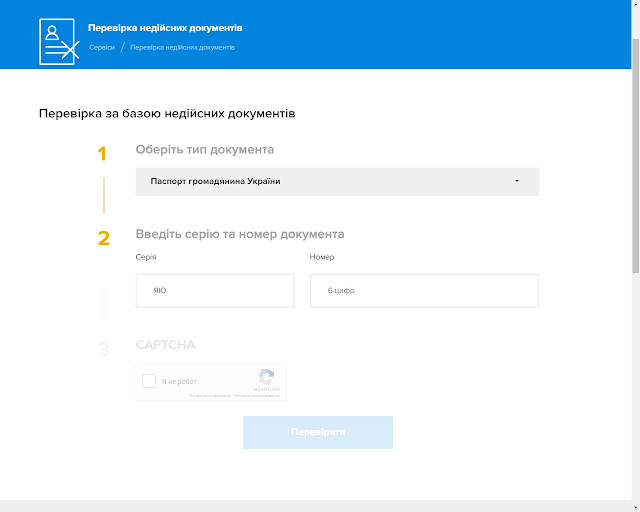 Перевірка недійсних документів
Сервіси / Перевірка недійсних документів
Перевірка за базою недійсних документів
1 Оберіть тип документа
Паспорт громадянина України
2 Введіть серію та номер документа
Серія Номер
ЯЮ 6 цифр
3 CAPTCHA
Я не робот
reCAPTCHA
Перевірити